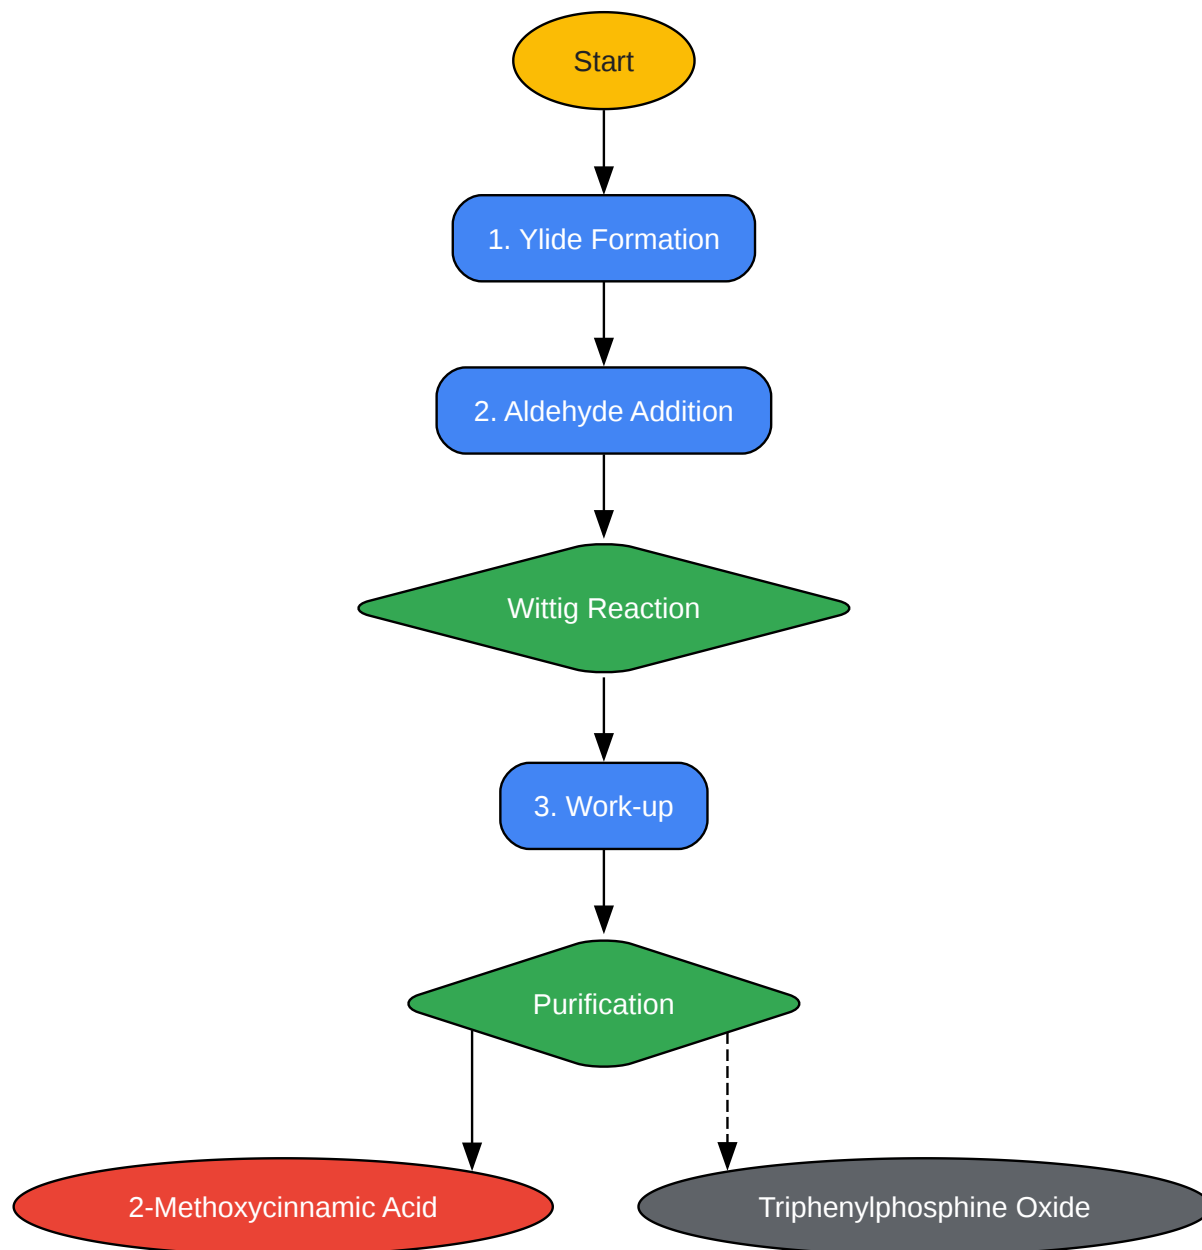 Start
1. Ylide Formation
2. Aldehyde Addition
Wittig Reaction
3. Work-up
Purification
2-Methoxycinnamic Acid
Triphenylphosphine Oxide